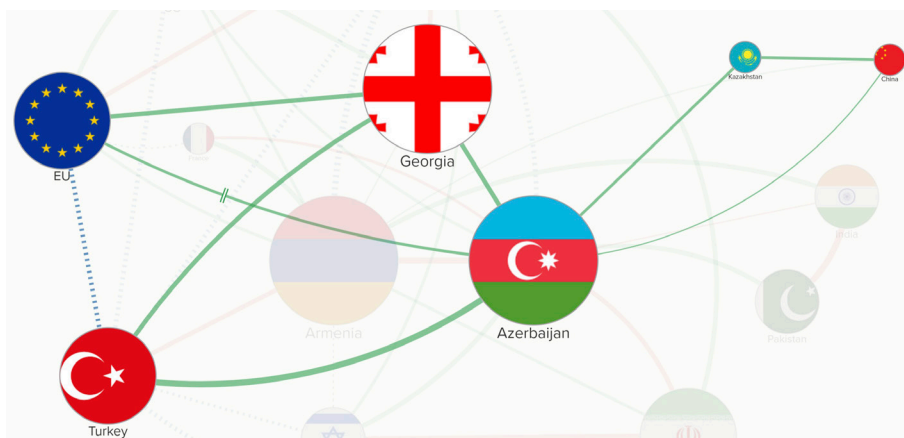 Georgia
EU
Azerbaijan
Turkey
Kazakhstan
China
France
Armenia
India
Pakistan